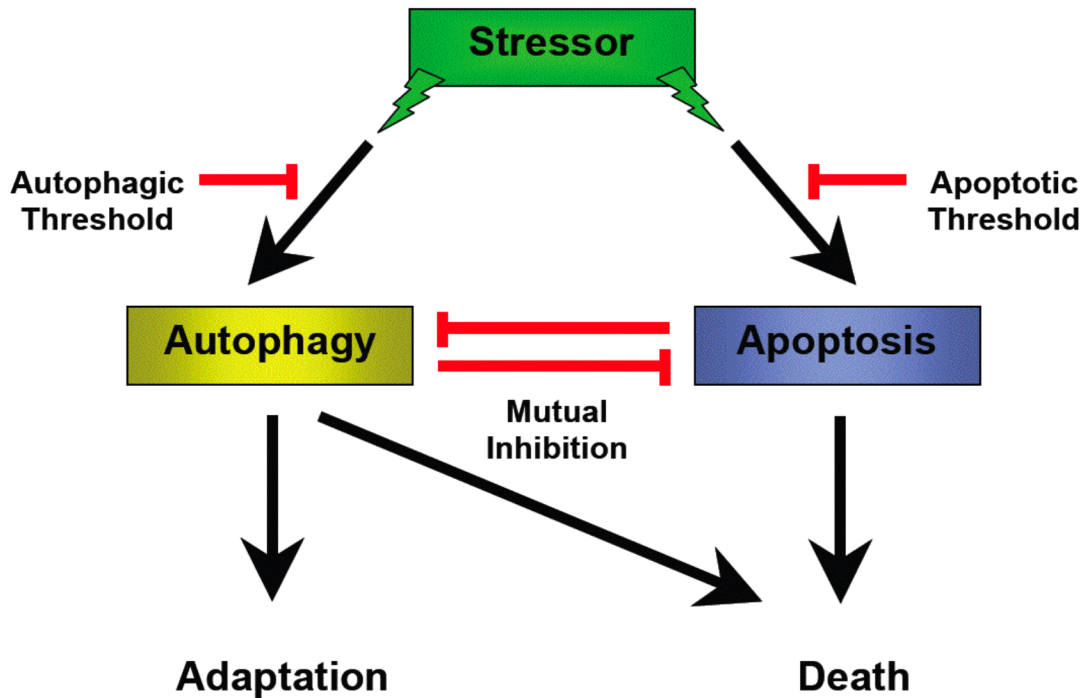 Stressor
Autophagic
Threshold
Apoptotic
Threshold
Autophagy
Apoptosis
Mutual
Inhibition
Adaptation
Death